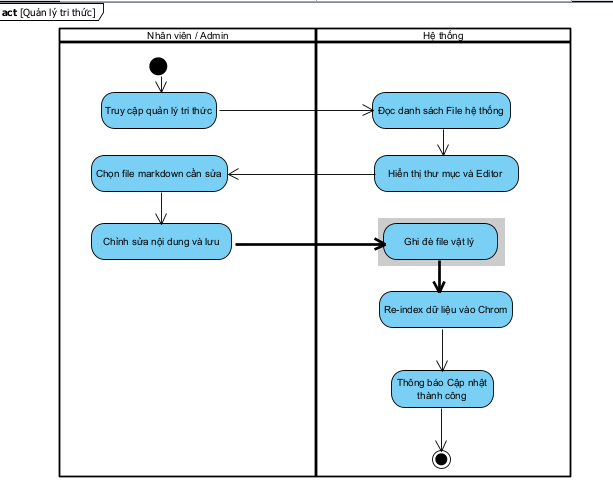 act [Quản lý tri thức]
Nhân viên / Admin
Hệ thống
Truy cập quản lý tri thức
Đọc danh sách File hệ thống
Chọn file markdown cần sửa
Hiển thị thư mục và Editor
Chỉnh sửa nội dung và lưu
Ghi đè file vật lý
Re-index dữ liệu vào Chrom
Thông báo Cập nhật
thành công